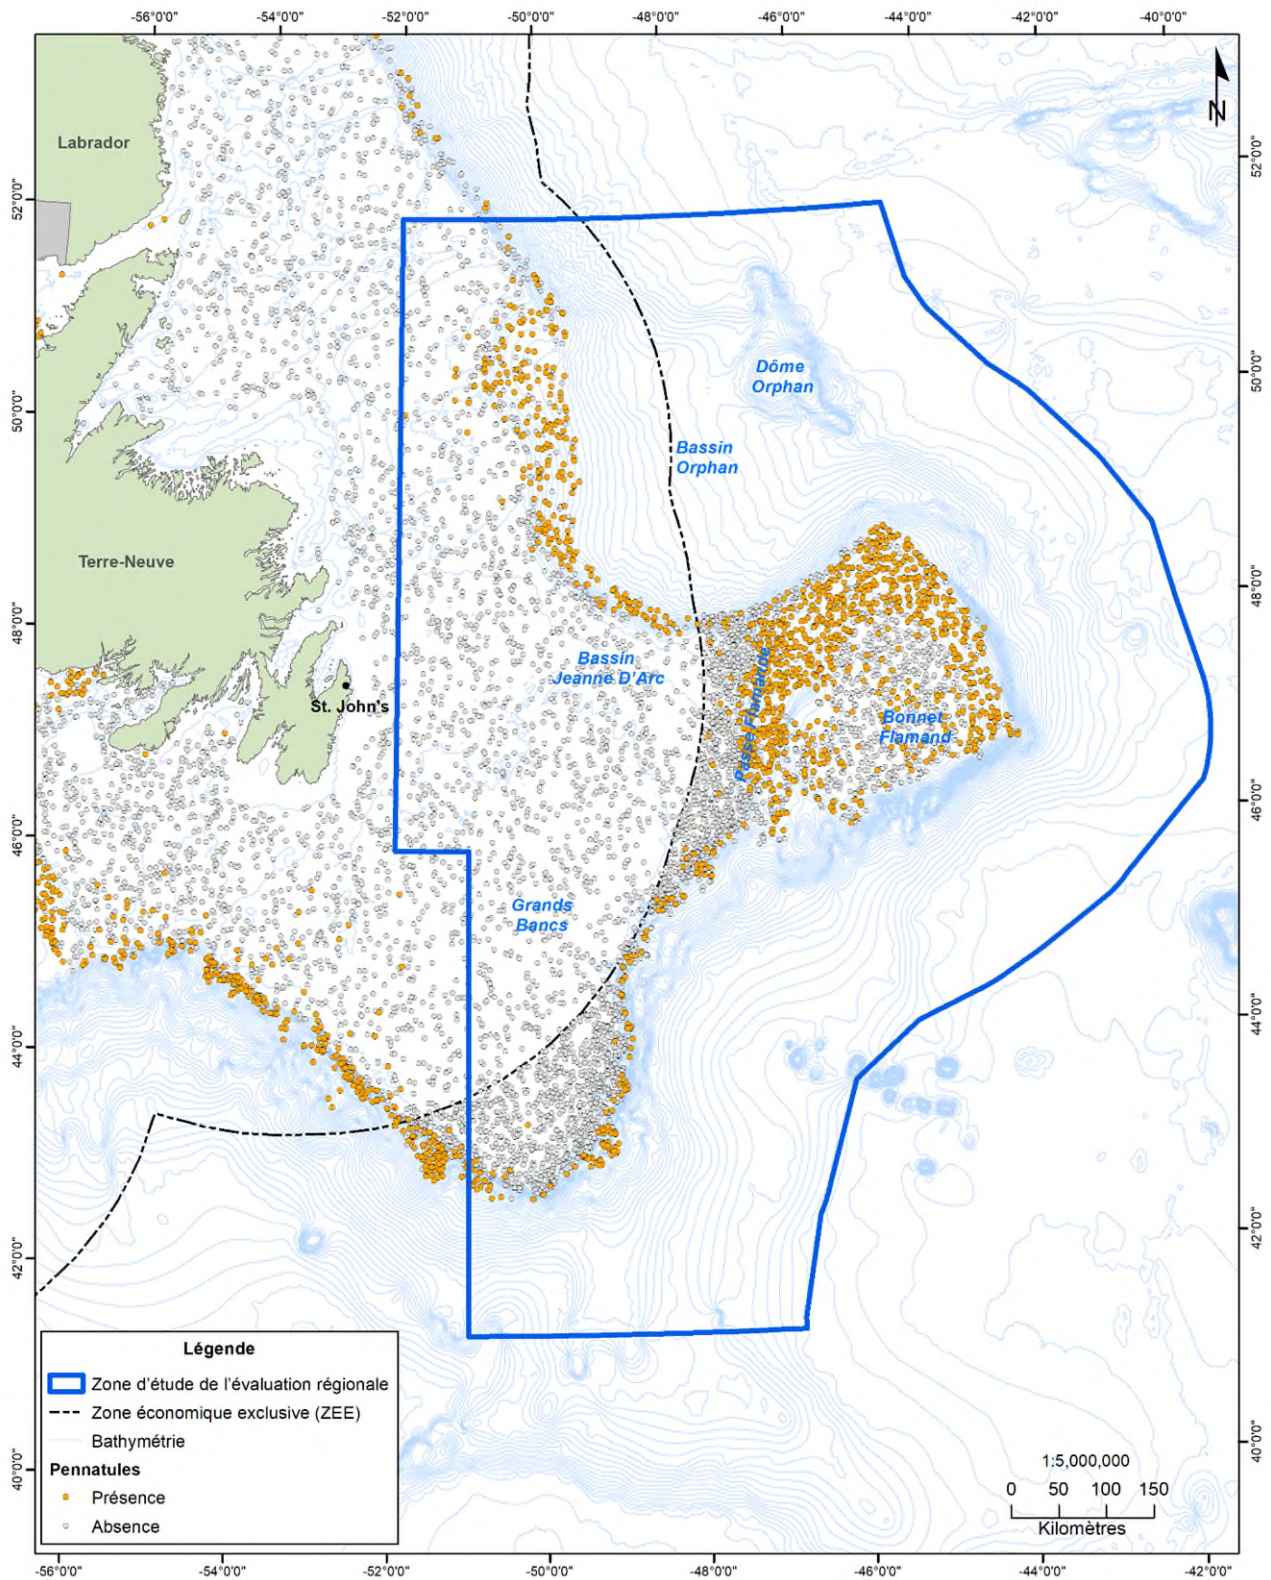 -56°0'0" -54°0'0" -52°0'0" -50°0'0" -48°0'0" -46°0'0" -44°0'0" -42°0'0" -40°0'0"
N
Labrador
52°0'0"
52°0'0"
Dôme
Orphan
50°0'0"
50°0'0"
Bassin
Orphan
Terre-Neuve
48°0'0"
48°0'0"
Bassin
Jeanne D'Arc
Passe Flamande
St. John's
Bonnet
Flamand
46°0'0"
46°0'0"
Grands
Bancs
44°0'0"
44°0'0"
42°0'0"
42°0'0"
Légende
Zone d'étude de l'évaluation régionale
Zone économique exclusive (ZEE)
Bathymétrie
Pennatules
Présence
Absence
40°0'0"
40°0'0"
1:5,000,000
0 50 100 150
Kilomètres
-56°0'0" -54°0'0" -52°0'0" -50°0'0" -48°0'0" -46°0'0" -44°0'0" -42°0'0"